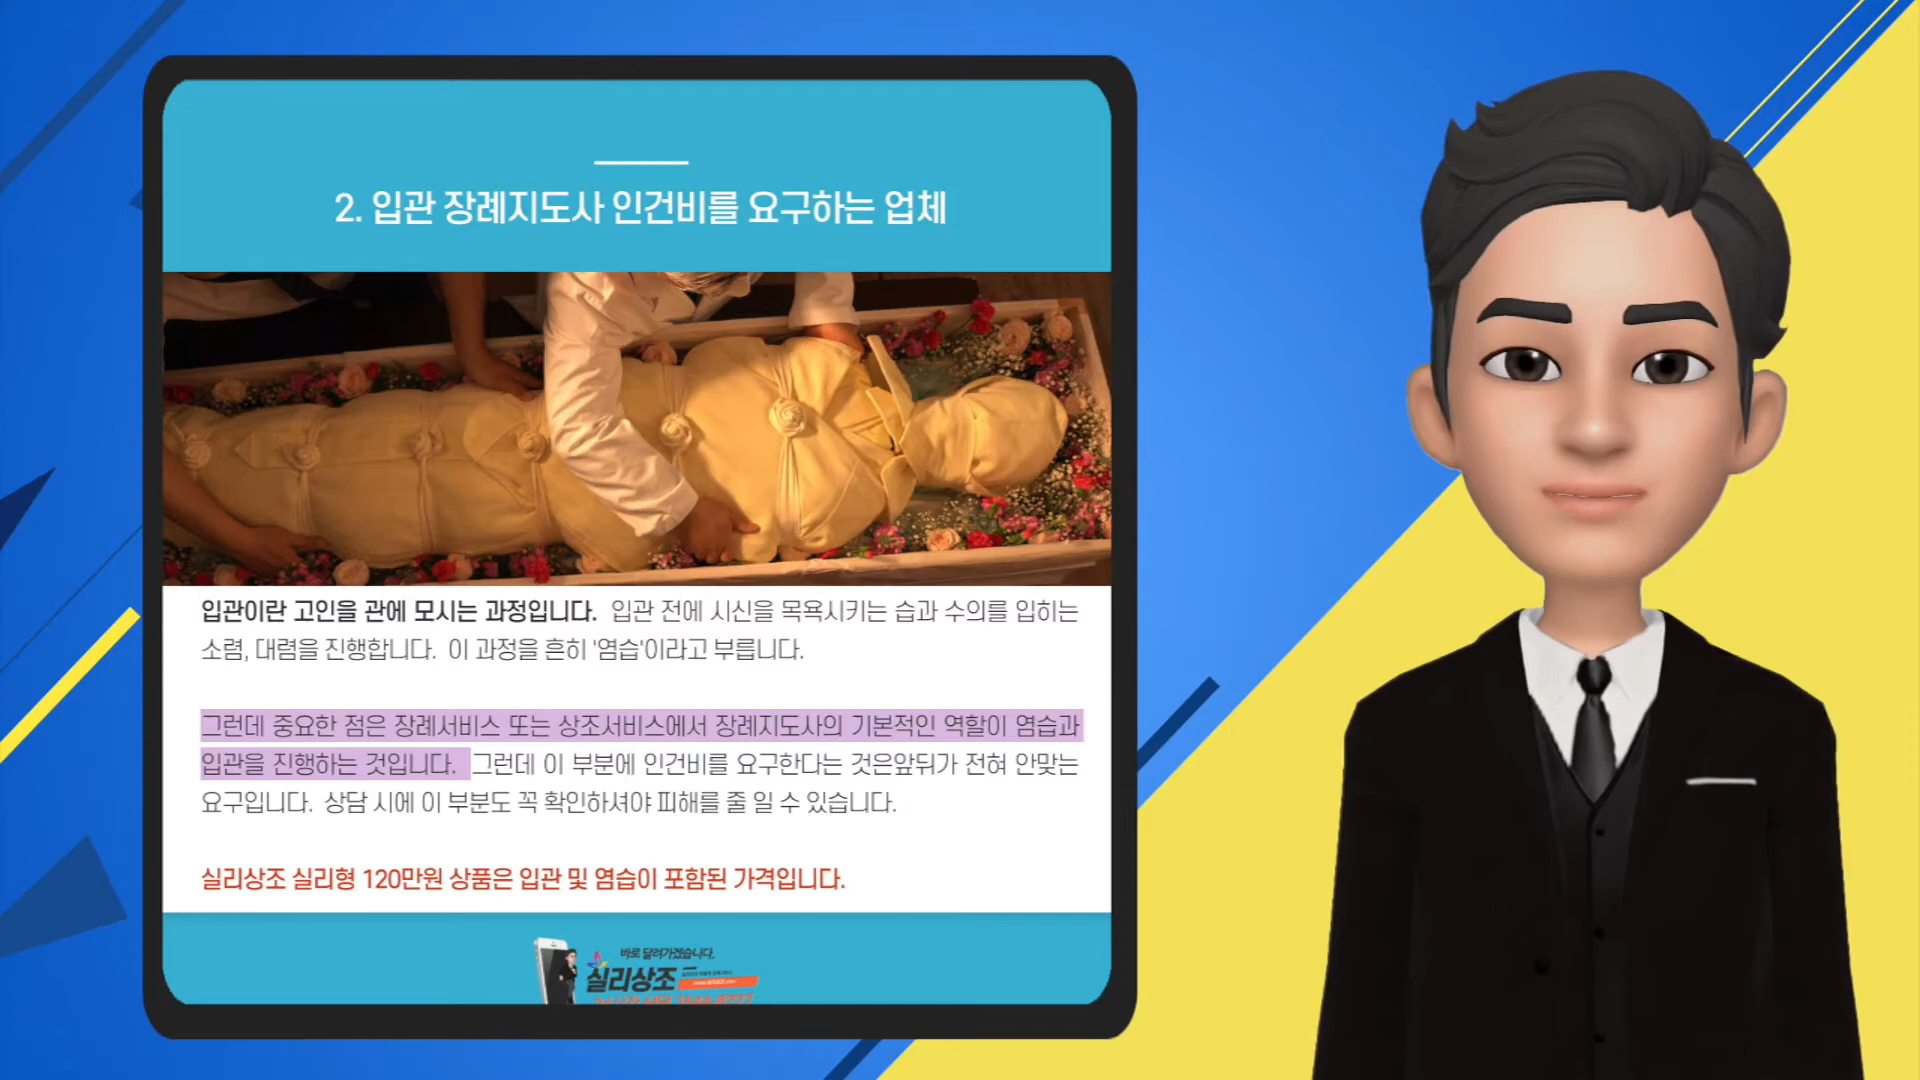 2. 입관 장례지도사 인건비를 요구하는 업체
입관이란 고인을 관에 모시는 과정입니다. 입관 전에 시신을 목욕시키는 습과 수의를 입히는
소렴, 대렴을 진행합니다. 이 과정을 흔히 '염습'이라고 부릅니다.
그런데 중요한 점은 장례서비스 또는 상조서비스에서 장례지도사의 기본적인 역할이 염습과
입관을 진행하는 것입니다. 그런데 이 부분에 인건비를 요구한다는 것은앞뒤가 전혀 안맞는
요구입니다. 상담 시에 이 부분도 꼭 확인하셔야 피해를 줄 일 수 있습니다.
실리상조 실리형 120만원 상품은 입관 및 염습이 포함된 가격입니다.
바로 달려가겠습니다.
실리상조